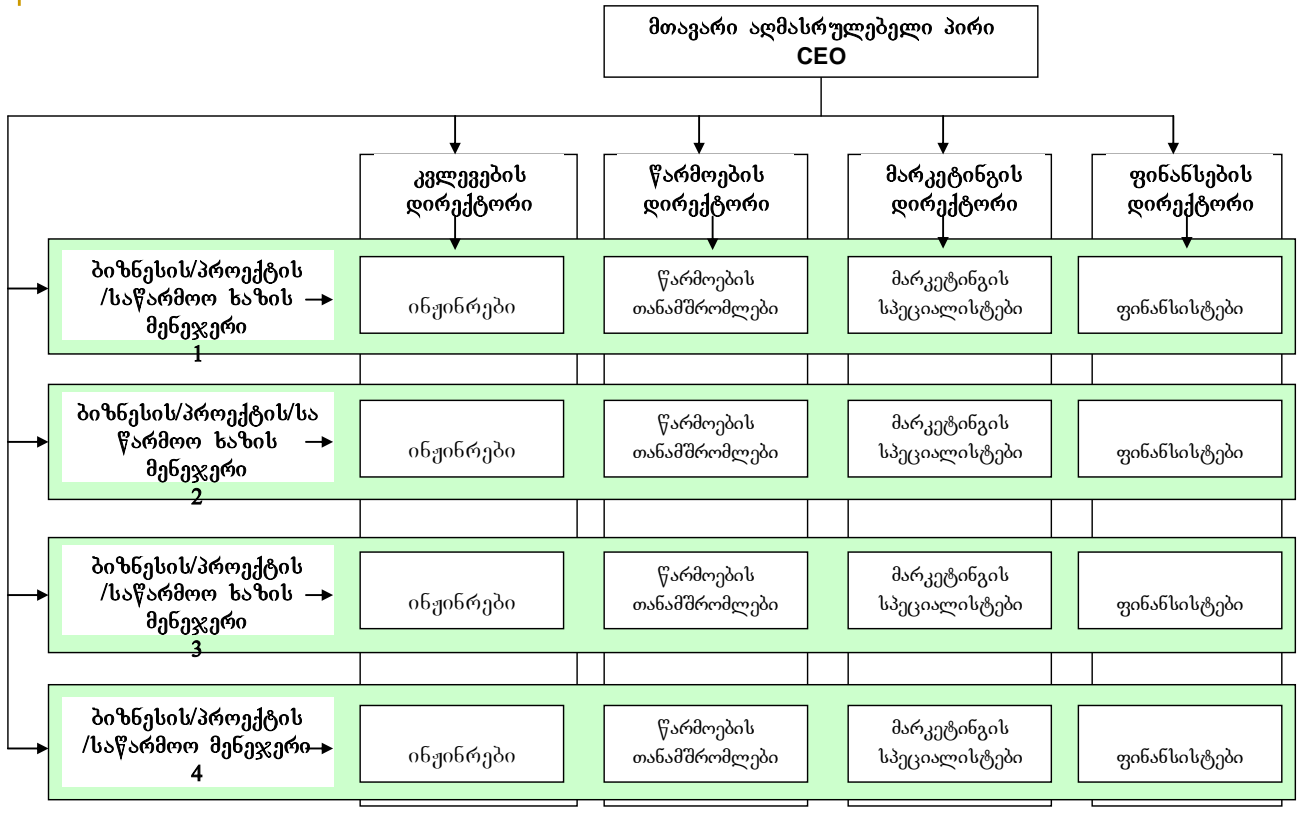 მთავარი აღმასრულებელი პირი
CEO
კვლევების
დირექტორი
წარმოების
დირექტორი
მარკეტინგის
დირექტორი
ფინანსების
დირექტორი
ბიზნესის/პროექტის
/საწარმოო ხაზის
მენეჯერი
1
ინჟინრები
წარმოების
თანამშრომლები
მარკეტინგის
სპეციალისტები
ფინანსისტები
ბიზნესის/პროექტის/სა
წარმოო ხაზის
მენეჯერი
2
ინჟინრები
წარმოების
თანამშრომლები
მარკეტინგის
სპეციალისტები
ფინანსისტები
ბიზნესის/პროექტის
/საწარმოო ხაზის
მენეჯერი
3
ინჟინრები
წარმოების
თანამშრომლები
მარკეტინგის
სპეციალისტები
ფინანსისტები
ბიზნესის/პროექტის
/საწარმოო მენეჯერი
4
ინჟინრები
წარმოების
თანამშრომლები
მარკეტინგის
სპეციალისტები
ფინანსისტები